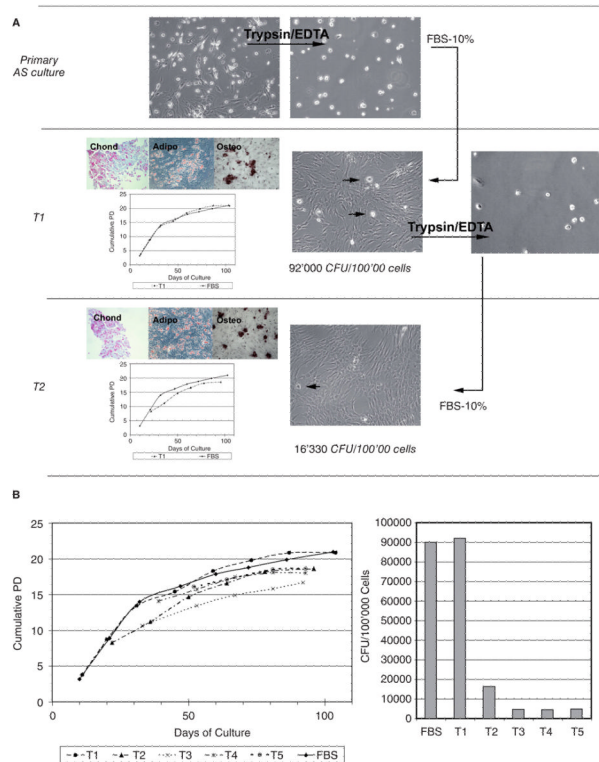 A
Primary
AS culture
Trypsin/EDTA
FBS-10%
Chond
Adipo
Osteo
T1
Cumulative PD
25
20
15
10
5
0
0
50
100
Days of Culture
T1
FBS
Trypsin/EDTA
92'000 CFU/100'00 cells
Chond
Adipo
Osteo
T2
Cumulative PD
25
20
15
10
5
0
0
50
100
Days of Culture
T1
FBS
FBS-10%
16'330 CFU/100'00 cells
B
Cumulative PD
25
20
15
10
5
0
0
20
40
60
80
100
Days of Culture
T1
T2
T3
T4
T5
FBS
CFU/100'000 Cells
100000
90000
80000
70000
60000
50000
40000
30000
20000
10000
0
FBS
T1
T2
T3
T4
T5